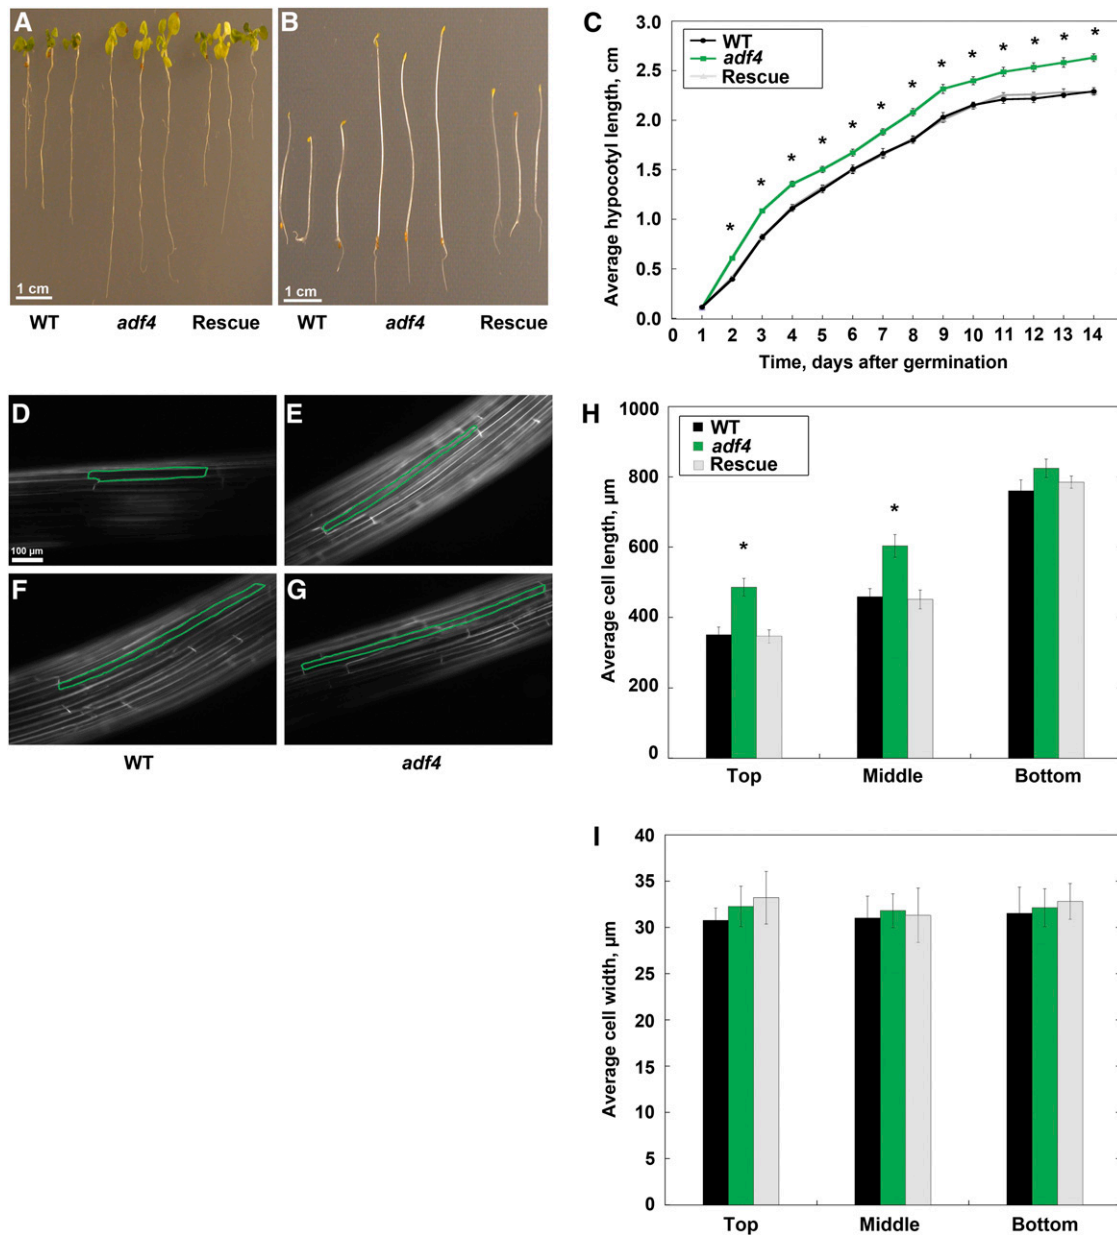 A
1 cm
WT adf4 Rescue
B
1 cm
WT adf4 Rescue
C
WT
adf4
Rescue
* * * * * * * * * * * * *
Average hypocotyl length, cm
3.0
2.5
2.0
1.5
1.0
0.5
0.0
0 1 2 3 4 5 6 7 8 9 10 11 12 13 14
Time, days after germination
D
100 µm
E
F
G
WT adf4
H
WT
adf4
Rescue
* *
Average cell length, µm
1000
800
600
400
200
0
Top Middle Bottom
I
Average cell width, µm
40
35
30
25
20
15
10
5
0
Top Middle Bottom